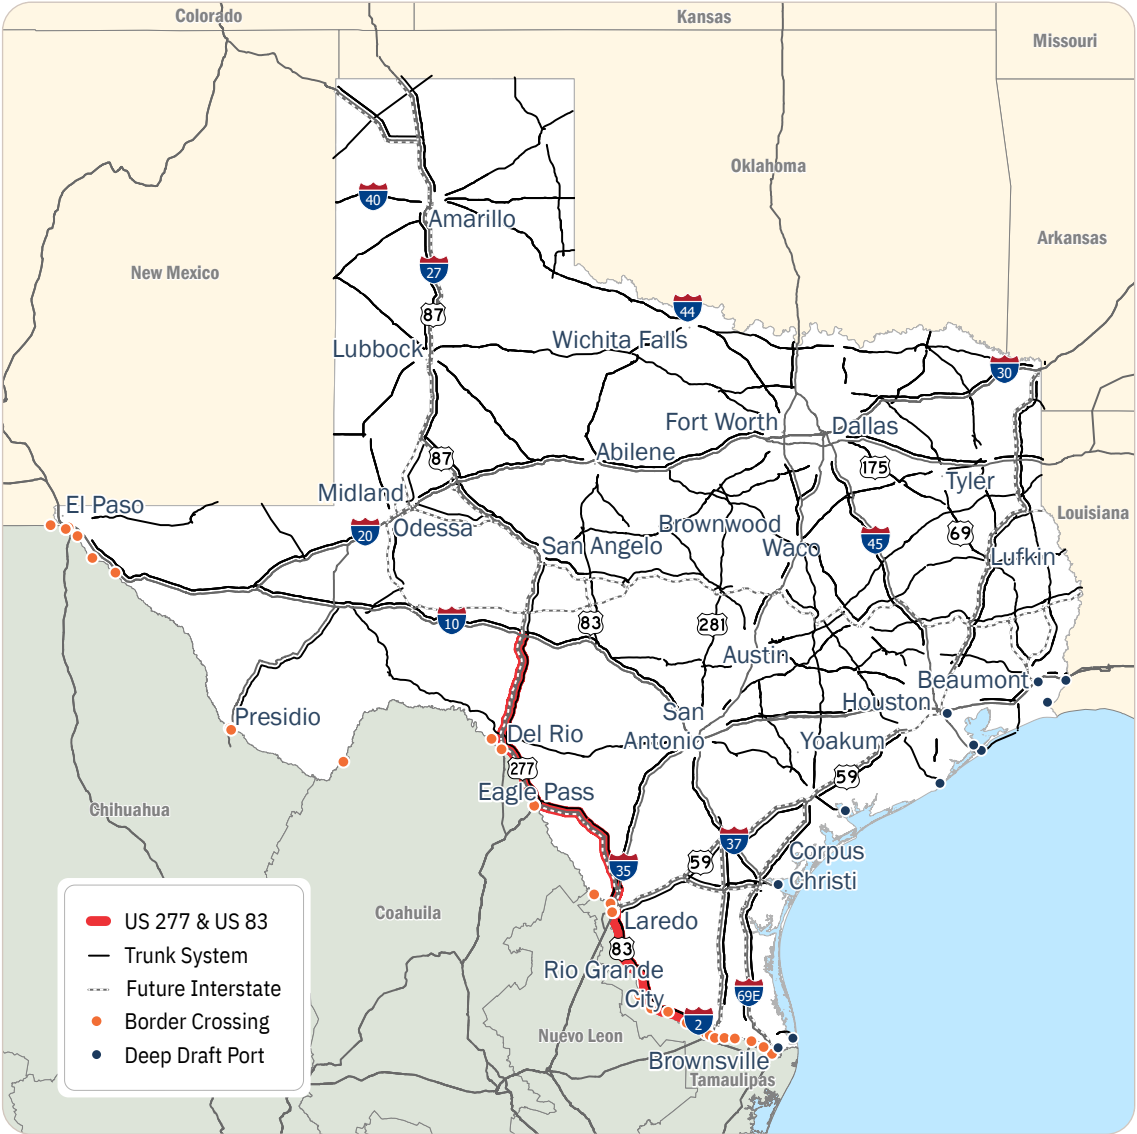 Colorado
Kansas
Missouri
Oklahoma
40
Amarillo
Arkansas
New Mexico
27
87
44
Wichita Falls
Lubbock
30
Fort Worth
Dallas
87
Abilene
175
Tyler
Midland
El Paso
Louisiana
20
Odessa
Brownwood
69
45
San Angelo
Waco
Lufkin
10
83
281
Austin
Beaumont
Houston
San
Antonio
Presidio
Del Rio
Yoakum
277
59
Eagle Pass
Chihuahua
37
Corpus
Christi
59
35
Coahuila
Laredo
83
Rio Grande
City
69E
2
Nuevo Leon
Brownsville
Tamaulipas
US 277 & US 83
Trunk System
Future Interstate
Border Crossing
Deep Draft Port